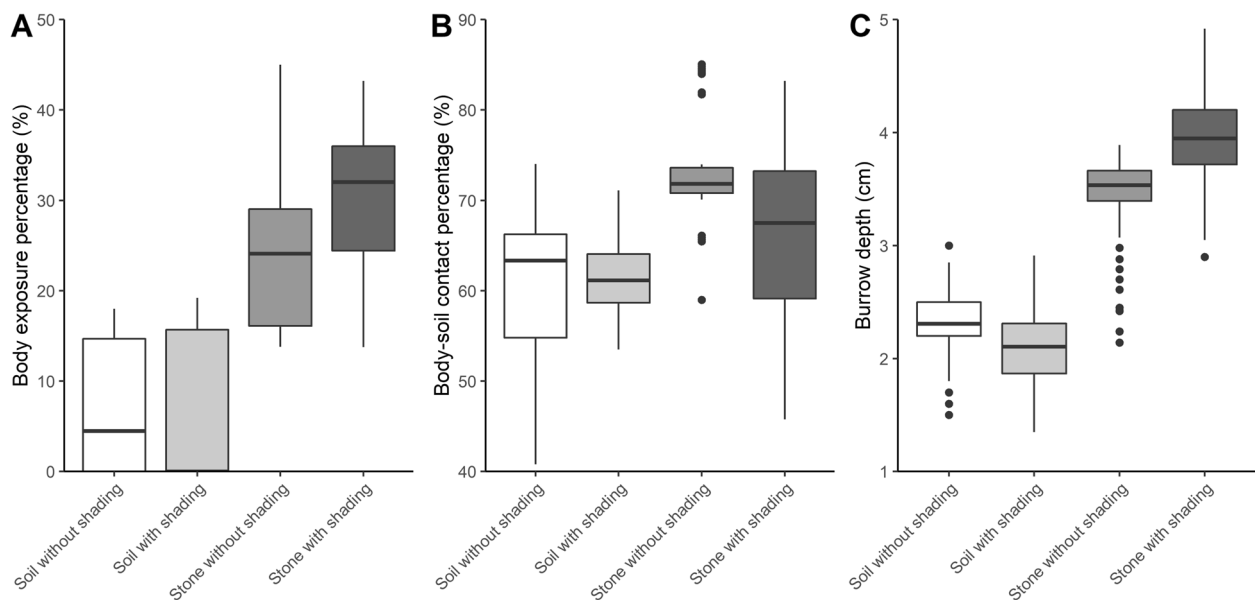 A
Body exposure percentage (%)
50
40
30
20
10
0
Soil without shading
Soil with shading
Stone without shading
Stone with shading
B
Body-soil contact percentage (%)
90
80
70
60
50
40
Soil without shading
Soil with shading
Stone without shading
Stone with shading
C
Burrow depth (cm)
5
4
3
2
1
Soil without shading
Soil with shading
Stone without shading
Stone with shading